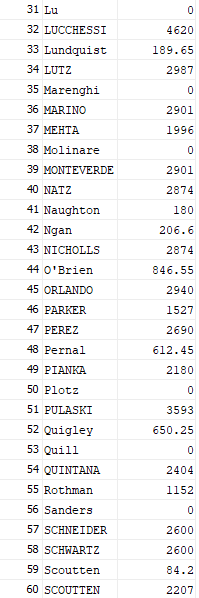 31 Lu 0
32 LUCCHESSI 4620
33 Lundquist 189.65
34 LUTZ 2987
35 Marenghi 0
36 MARINO 2901
37 MEHTA 1996
38 Molinare 0
39 MONTEVERDE 2901
40 NATZ 2874
41 Naughton 180
42 Ngan 206.6
43 NICHOLLS 2874
44 O'Brien 846.55
45 ORLANDO 2940
46 PARKER 1527
47 PEREZ 2690
48 Pernal 612.45
49 PIANKA 2180
50 Plotz 0
51 PULASKI 3593
52 Quigley 650.25
53 Quill 0
54 QUINTANA 2404
55 Rothman 1152
56 Sanders 0
57 SCHNEIDER 2600
58 SCHWARTZ 2600
59 Scoutten 84.2
60 SCOUTTEN 2207